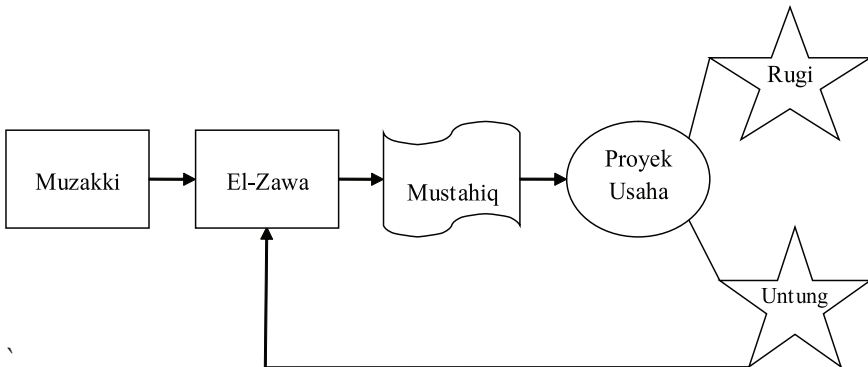 Rugi
Muzakki
El-Zawa
Mustahiq
Proyek
Usaha
Untung
`